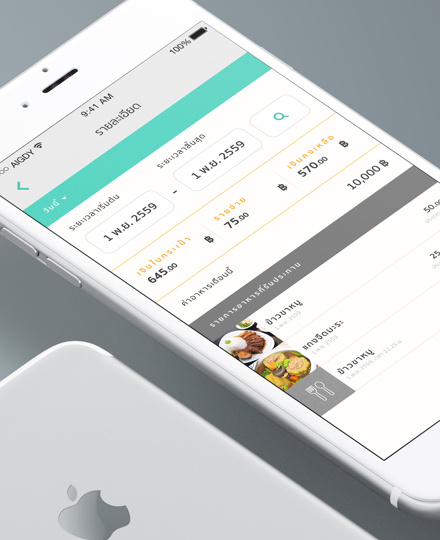 AIGDY
9:41 AM
100%
รายละเอียด
วันนี้
ระยะเวลาเริ่มต้น
ระยะเวลาสิ้นสุด
1 พ.ย. 2559
-
1 พ.ย. 2559
เงินในกระเป๋า
รายจ่าย
เงินคงเหลือ
645.00 ฿
75.00 ฿
570.00 ฿
ค่าอาหารเดือนนี้
10,000 ฿
รายการอาหารที่รับประทาน
ข้าวขาหมู
50.00
แกงจืดมะระ
25
ข้าวขาหมู